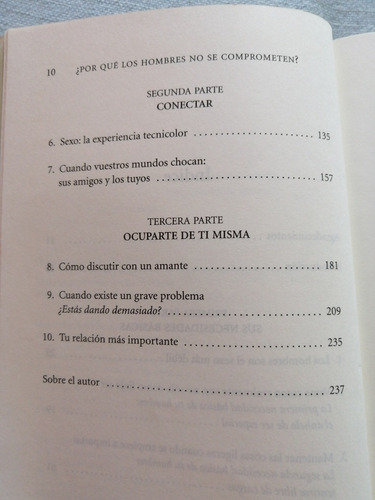 10 ¿POR QUÉ LOS HOMBRES NO SE COMPROMETEN?
SEGUNDA PARTE
CONECTAR
6. Sexo: la experiencia tecnicolor ............................ 135
7. Cuando vuestros mundos chocan:
sus amigos y los tuyos ........................................ 157
TERCERA PARTE
OCUPARTE DE TI MISMA
8. Cómo discutir con un amante ............................ 181
9. Cuando existe un grave problema
¿Estás dando demasiado? .................................... 209
10. Tu relación más importante ............................... 235
Sobre el autor ........................................................ 237